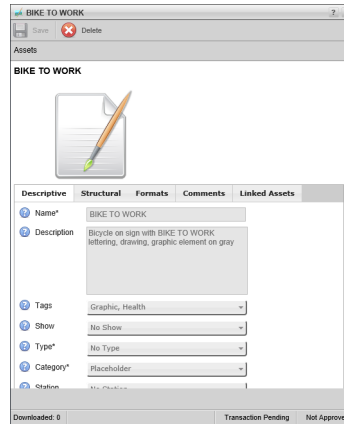 BIKE TO WORK
?
Save Delete
Assets
BIKE TO WORK
Descriptive Structural Formats Comments Linked Assets
? Name* BIKE TO WORK
? Description Bicycle on sign with BIKE TO WORK
lettering, drawing, graphic element on gray
? Tags Graphic, Health
? Show No Show
? Type* No Type
? Category* Placeholder
? Station No Station
Downloaded: 0 Transaction Pending Not Approve